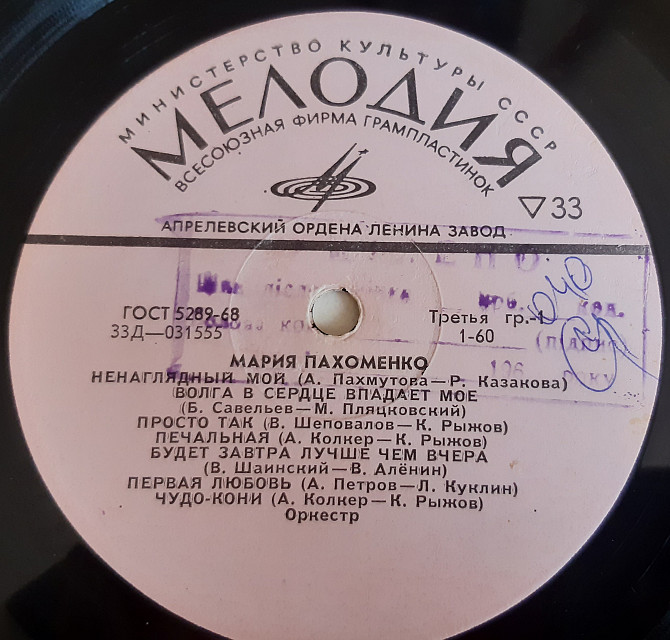 МИНИСТЕРСТВО КУЛЬТУРЫ СССР
МЕЛОДИЯ
ВСЕСОЮЗНАЯ ФИРМА ГРАМПЛАСТИНОК
▽33
АПРЕЛЕВСКИЙ ОРДЕНА ЛЕНИНА ЗАВОД
ГОСТ 5289-68
33Д—031555
Третья гр.-1
1-60
040
МАРИЯ ПАХОМЕНКО
НЕНАГЛЯДНЫЙ МОЙ (А. Пахмутова—Р. Казакова)
ВОЛГА В СЕРДЦЕ ВПАДАЕТ МОЕ
(Б. Савельев—М. Пляцковский)
ПРОСТО ТАК (В. Шеповалов—К. Рыжов)
ПЕЧАЛЬНАЯ (А. Колкер—К. Рыжов)
БУДЕТ ЗАВТРА ЛУЧШЕ ЧЕМ ВЧЕРА
(В. Шаинский—В. Алёнин)
ПЕРВАЯ ЛЮБОВЬ (А. Петров—Л. Куклин)
ЧУДО-КОНИ (А. Колкер—К. Рыжов)
Оркестр